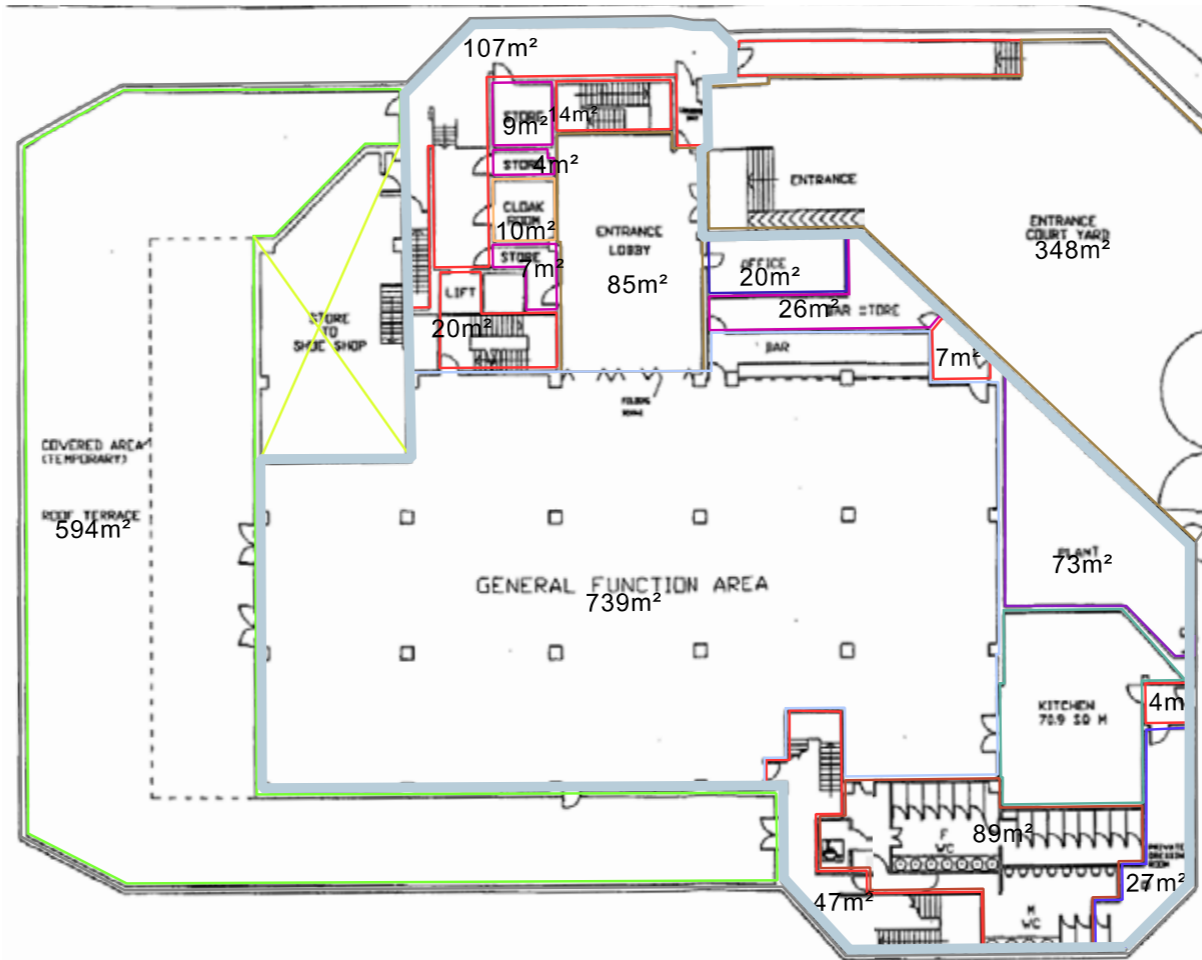 107m²
STORE
14m²
9m²
STORE
4m²
CLOAK
ROOM
10m²
STORE
7m²
LIFT
20m²
ENTRANCE
LOBBY
85m²
ENTRANCE
ENTRANCE
COURT YARD
348m²
OFFICE
20m²
26m²
BAR STORE
BAR
7m²
STORE
TO
SHOE SHOP
COVERED AREA
(TEMPORARY)
ROOF TERRACE
594m²
GENERAL FUNCTION AREA
739m²
PLANT
73m²
KITCHEN
70.9 SQ M
4m
F
WC
89m²
PRIVATE
DRESSING
ROOM
27m²
47m²
M
WC